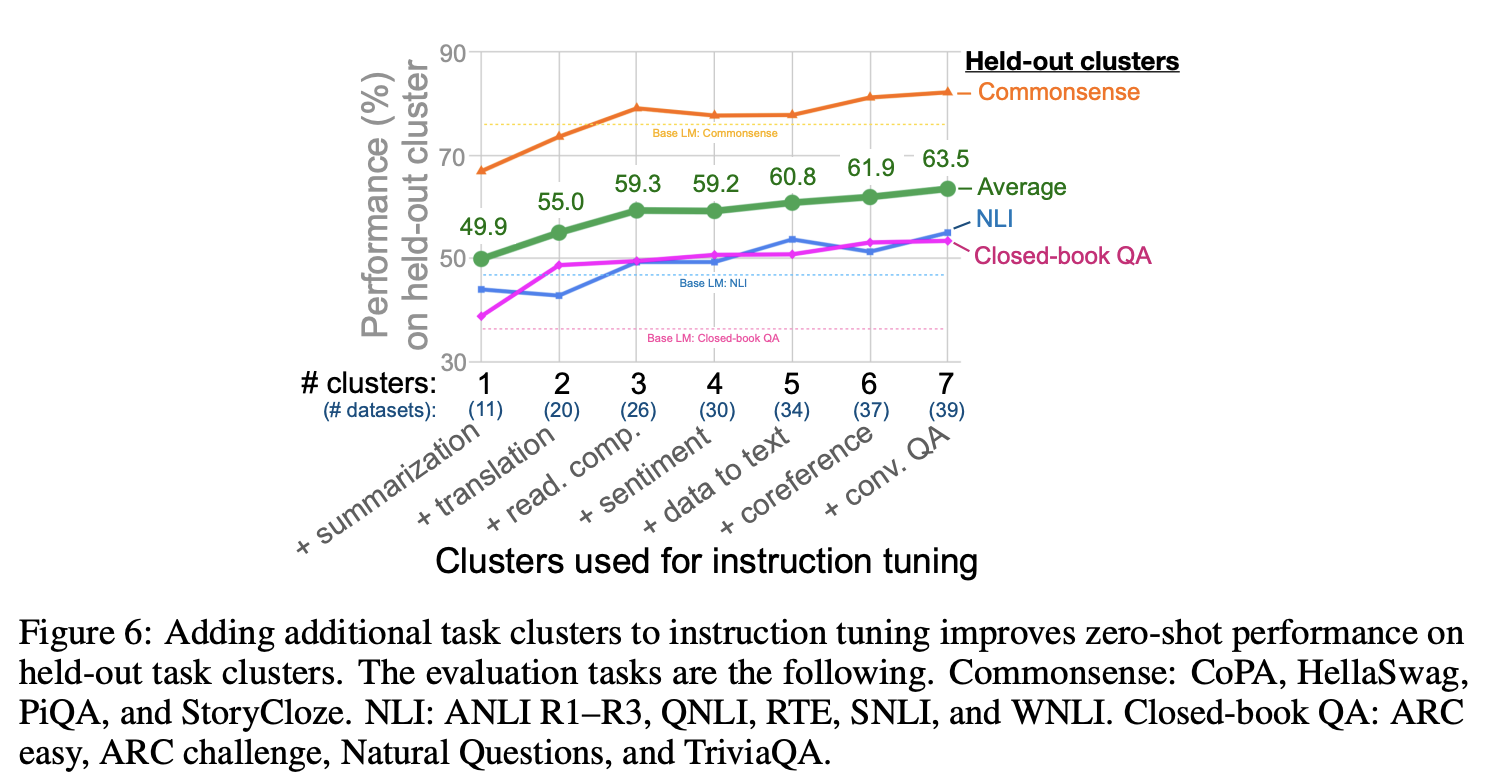 90
Held-out clusters
Commonsense
Performance (%)
on held-out cluster
Base LM: Commonsense
70
63.5
61.9
60.8
59.3
59.2
55.0
49.9
Average
NLI
Closed-book QA
50
Base LM: NLI
Base LM: Closed-book QA
30
# clusters: 1 2 3 4 5 6 7
(# datasets): (11) (20) (26) (30) (34) (37) (39)
+ summarization
+ translation
+ read. comp.
+ sentiment
+ data to text
+ coreference
+ conv. QA
Clusters used for instruction tuning
Figure 6: Adding additional task clusters to instruction tuning improves zero-shot performance on
held-out task clusters. The evaluation tasks are the following. Commonsense: CoPA, HellaSwag,
PiQA, and StoryCloze. NLI: ANLI R1–R3, QNLI, RTE, SNLI, and WNLI. Closed-book QA: ARC
easy, ARC challenge, Natural Questions, and TriviaQA.